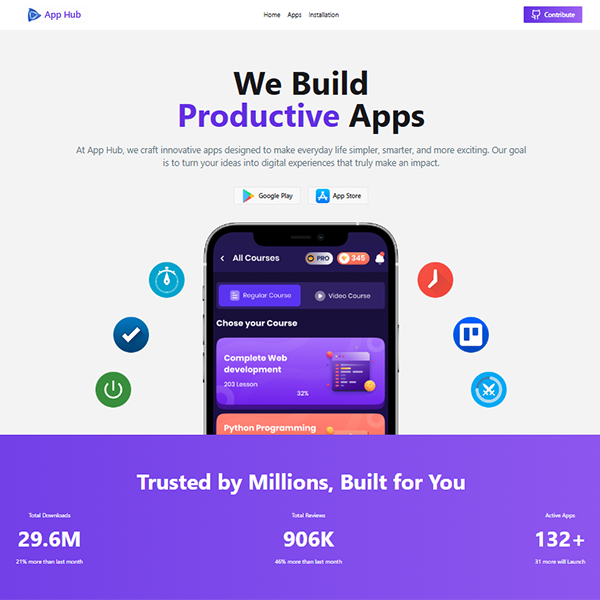 App Hub
Home Apps Installation
Contribute
We Build
Productive Apps
At App Hub, we craft innovative apps designed to make everyday life simpler, smarter, and more exciting. Our goal
is to turn your ideas into digital experiences that truly make an impact.
Google Play App Store
All Courses PRO 345
Regular Course Video Course
Chose your Course
Complete Web
development
203 Lesson
32%
Python Programming
Trusted by Millions, Built for You
Total Downloads
29.6M
21% more than last month
Total Reviews
906K
46% more than last month
Active Apps
132+
31 more will Launch